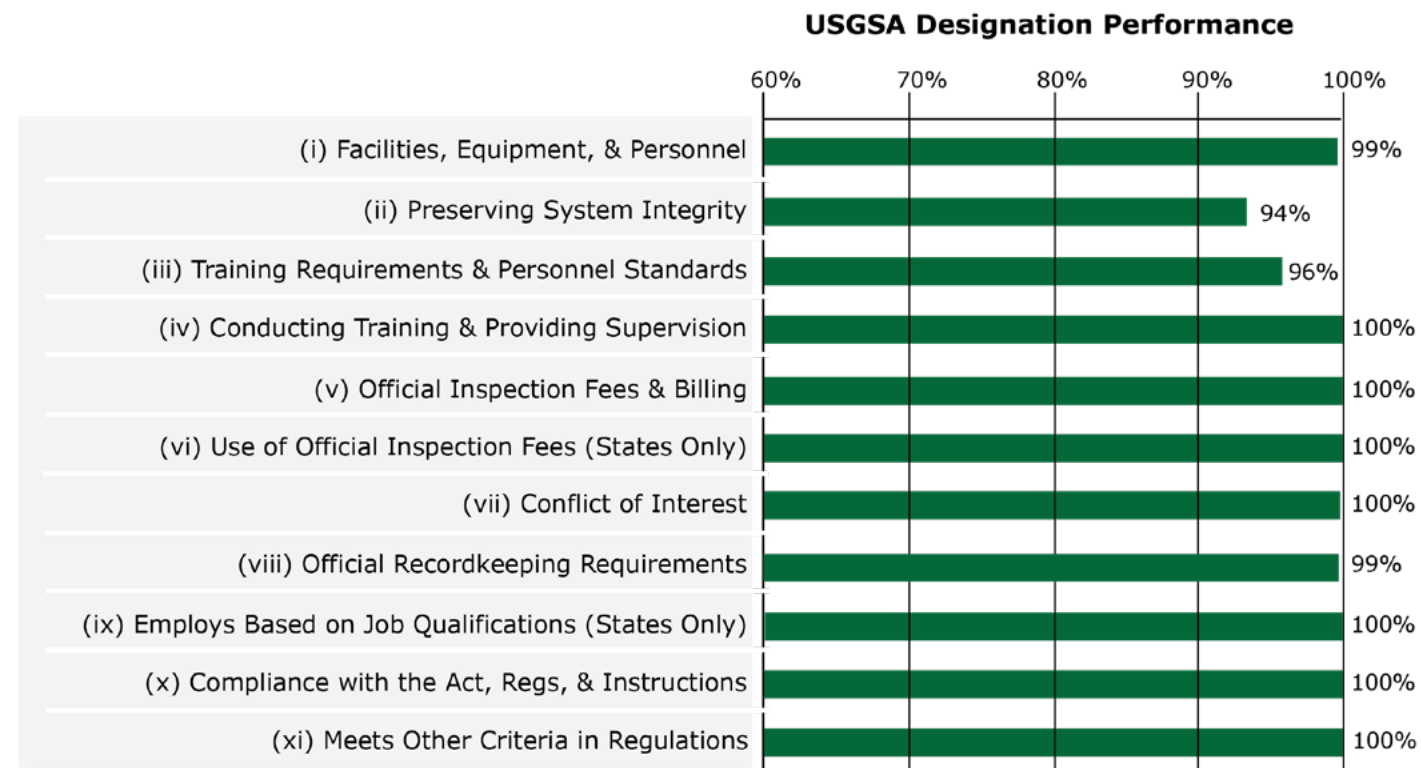 USGSA Designation Performance
60% 70% 80% 90% 100%
(i) Facilities, Equipment, & Personnel 99%
(ii) Preserving System Integrity 94%
(iii) Training Requirements & Personnel Standards 96%
(iv) Conducting Training & Providing Supervision 100%
(v) Official Inspection Fees & Billing 100%
(vi) Use of Official Inspection Fees (States Only) 100%
(vii) Conflict of Interest 100%
(viii) Official Recordkeeping Requirements 99%
(ix) Employs Based on Job Qualifications (States Only) 100%
(x) Compliance with the Act, Regs, & Instructions 100%
(xi) Meets Other Criteria in Regulations 100%